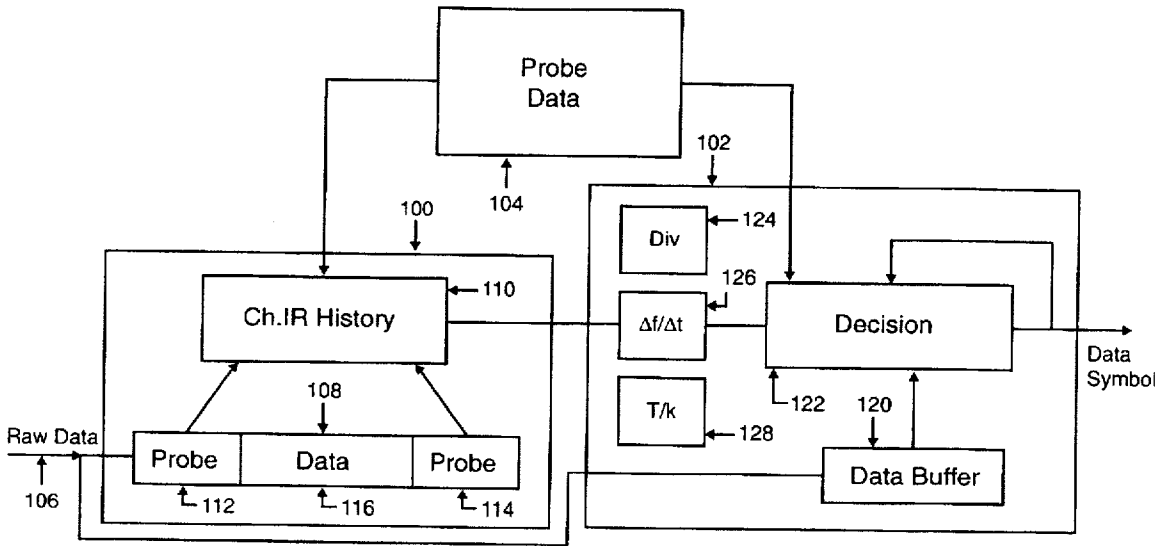 Probe
Data
102
104
100
Div
124
126
110
Ch.IR History
Δf/Δt
Decision
Data
Symbol
108
122
120
T/k
128
Raw Data
Probe
Data
Probe
Data Buffer
106
112
116
114